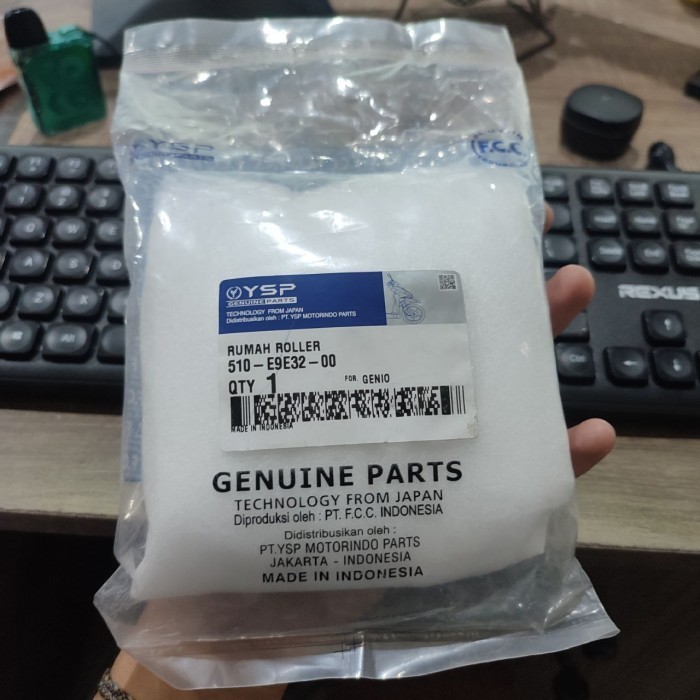 YSP
F.C.C
YSP
GENUINE PARTS
TECHNOLOGY FROM JAPAN
Didistribusikan oleh : PT. YSP MOTORINDO PARTS
RUMAH ROLLER
510-E9E32-00
QTY 1
FOR GENIO
MADE IN INDONESIA
GENUINE PARTS
TECHNOLOGY FROM JAPAN
Diproduksi oleh : PT. F.C.C. INDONESIA
Didistribusikan oleh :
PT.YSP MOTORINDO PARTS
JAKARTA - INDONESIA
MADE IN INDONESIA
REXUS